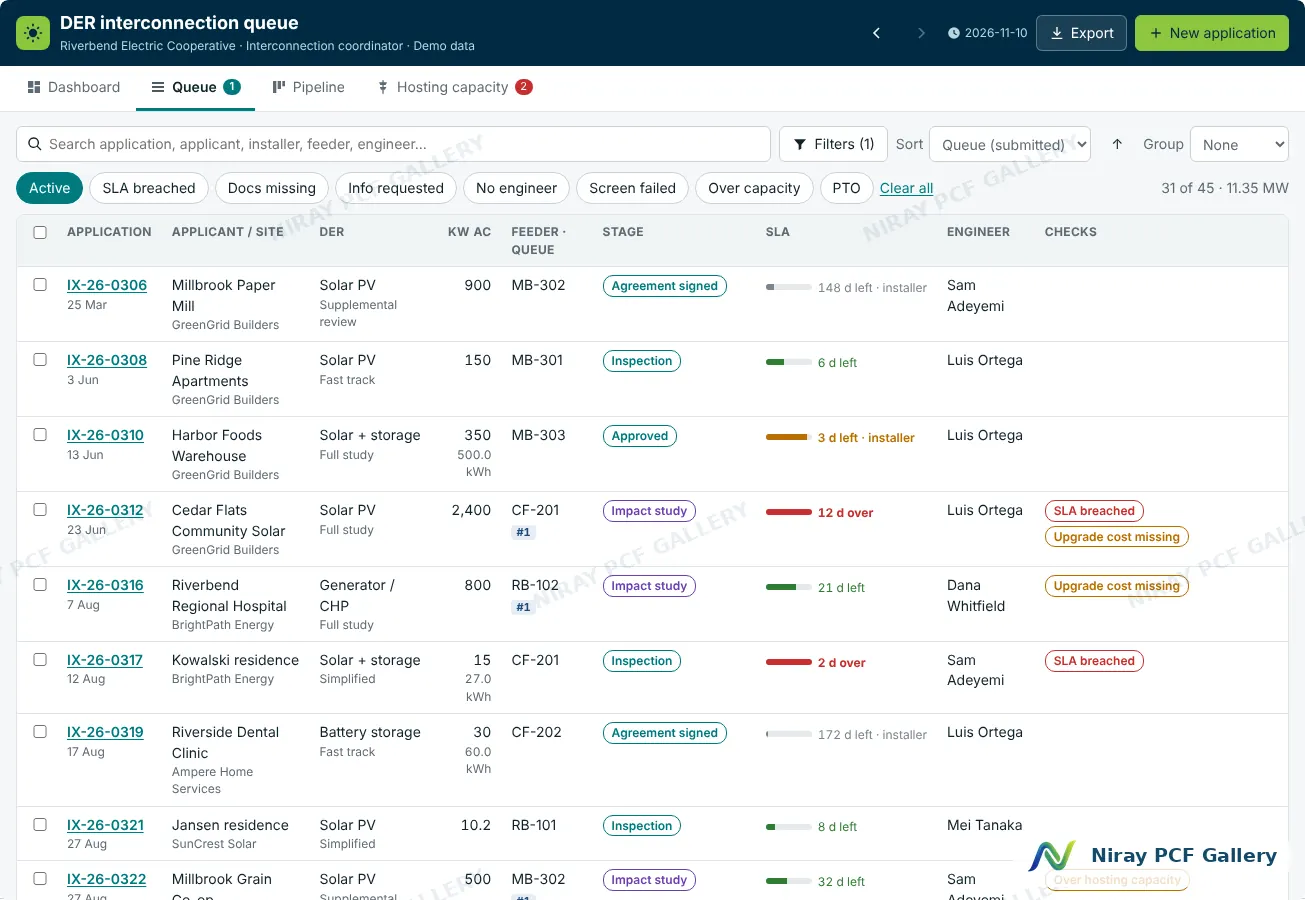 DER interconnection queue
Riverbend Electric Cooperative · Interconnection coordinator · Demo data
2026-11-10
Export
+ New application
Dashboard
Queue 1
Pipeline
Hosting capacity 2
Search application, applicant, installer, feeder, engineer...
Filters (1)
Sort
Queue (submitted)
Group
None
Active
SLA breached
Docs missing
Info requested
No engineer
Screen failed
Over capacity
PTO
Clear all
31 of 45 · 11.35 MW
APPLICATION APPLICANT / SITE DER KW AC FEEDER · QUEUE STAGE SLA ENGINEER CHECKS
IX-26-0306
25 Mar
Millbrook Paper
Mill
GreenGrid Builders
Solar PV
Supplemental
review
900
MB-302
Agreement signed
148 d left · installer
Sam
Adeyemi
IX-26-0308
3 Jun
Pine Ridge
Apartments
GreenGrid Builders
Solar PV
Fast track
150
MB-301
Inspection
6 d left
Luis Ortega
IX-26-0310
13 Jun
Harbor Foods
Warehouse
GreenGrid Builders
Solar + storage
Full study
350
500.0
kWh
MB-303
Approved
3 d left · installer
Luis Ortega
IX-26-0312
23 Jun
Cedar Flats
Community Solar
GreenGrid Builders
Solar PV
Full study
2,400
CF-201
#1
Impact study
12 d over
Luis Ortega
SLA breached
Upgrade cost missing
IX-26-0316
7 Aug
Riverbend
Regional Hospital
BrightPath Energy
Generator /
CHP
Full study
800
RB-102
#1
Impact study
21 d left
Dana
Whitfield
Upgrade cost missing
IX-26-0317
12 Aug
Kowalski residence
BrightPath Energy
Solar + storage
Simplified
15
27.0
kWh
CF-201
Inspection
2 d over
Sam
Adeyemi
SLA breached
IX-26-0319
17 Aug
Riverside Dental
Clinic
Ampere Home
Services
Battery storage
Fast track
30
60.0
kWh
CF-202
Agreement signed
172 d left · installer
Luis Ortega
IX-26-0321
27 Aug
Jansen residence
SunCrest Solar
Solar PV
Simplified
10.2
RB-101
Inspection
8 d left
Mei Tanaka
IX-26-0322
27 Aug
Millbrook Grain
Co-op
Solar PV
Supplemental
500
MB-302
#1
Impact study
32 d left
Sam
Adeyemi
Over hosting capacity
Niray PCF Gallery
NIRAY PCF GALLERY